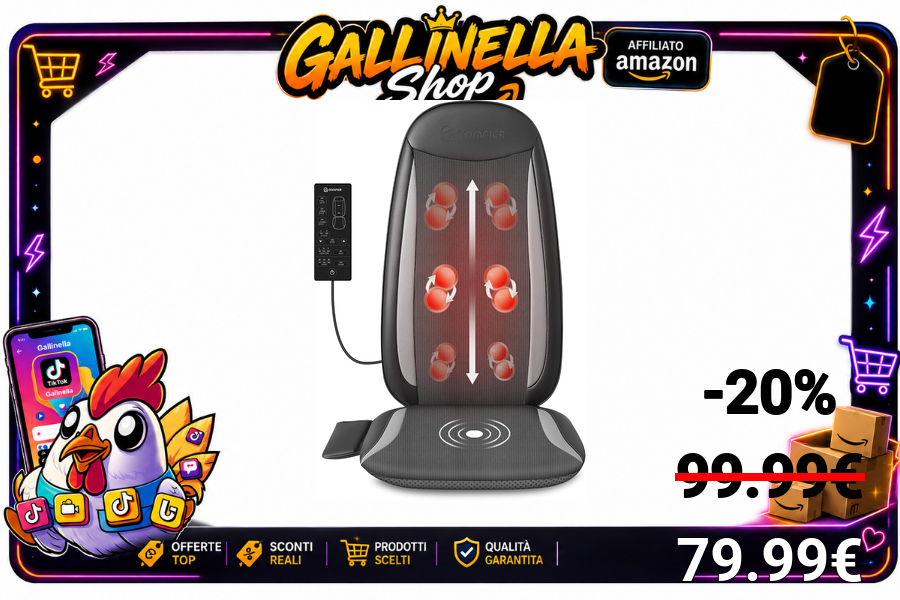 GALLINELLA
Shop
AFFILIATO
amazon
COMFIER
Gallinella
TikTok
Gallinella
-20%
99.99€
79.99€
OFFERTE
TOP
SCONTI
REALI
PRODOTTI
SCELTI
QUALITÀ
GARANTITA